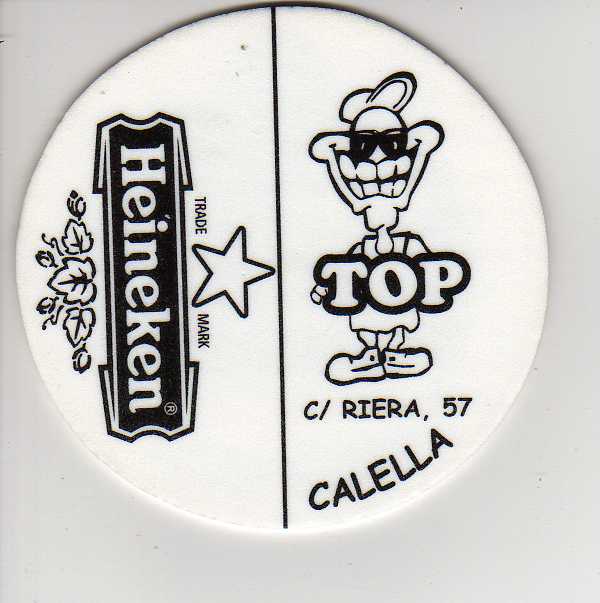 Heineken®
TRADE MARK
TOP
C/ RIERA, 57
CALELLA